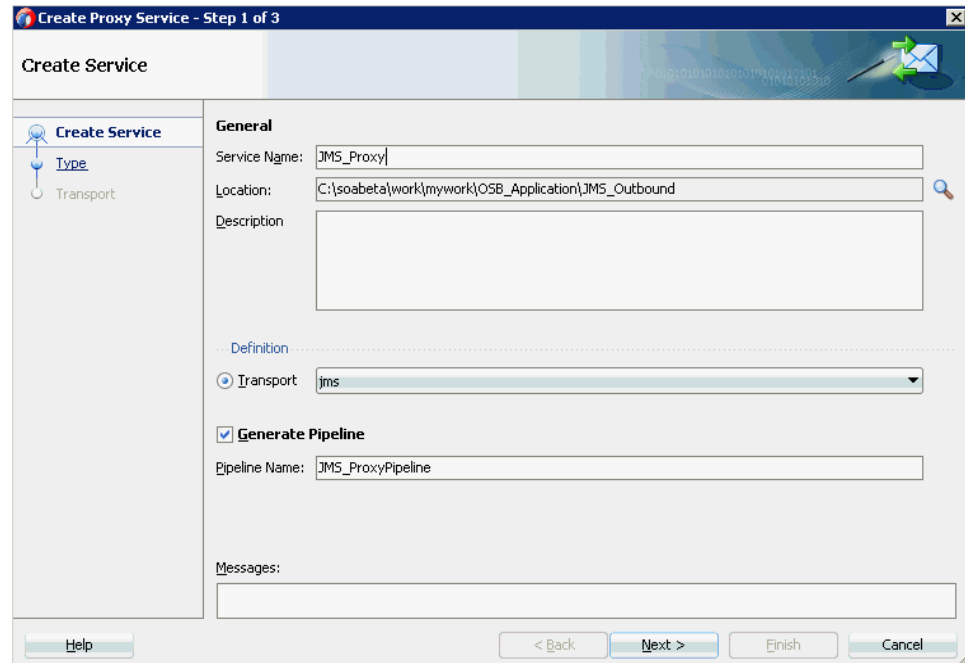 Create Proxy Service - Step 1 of 3
Create Service
Create Service
Type
Transport
General
Service Name: JMS_Proxy
Location: C:\soabeta\work\mywork\OSB_Application\JMS_Outbound
Description
Definition
Transport jms
Generate Pipeline
Pipeline Name: JMS_ProxyPipeline
Messages:
Help < Back Next > Finish Cancel